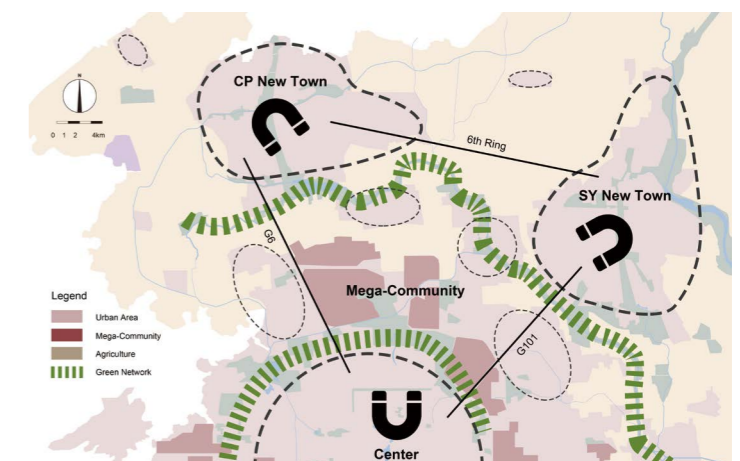 CP New Town
N
0 1 2 4km
6th Ring
SY New Town
G6
Mega-Community
Legend
Urban Area
Mega-Community
Agriculture
Green Network
G101
Center